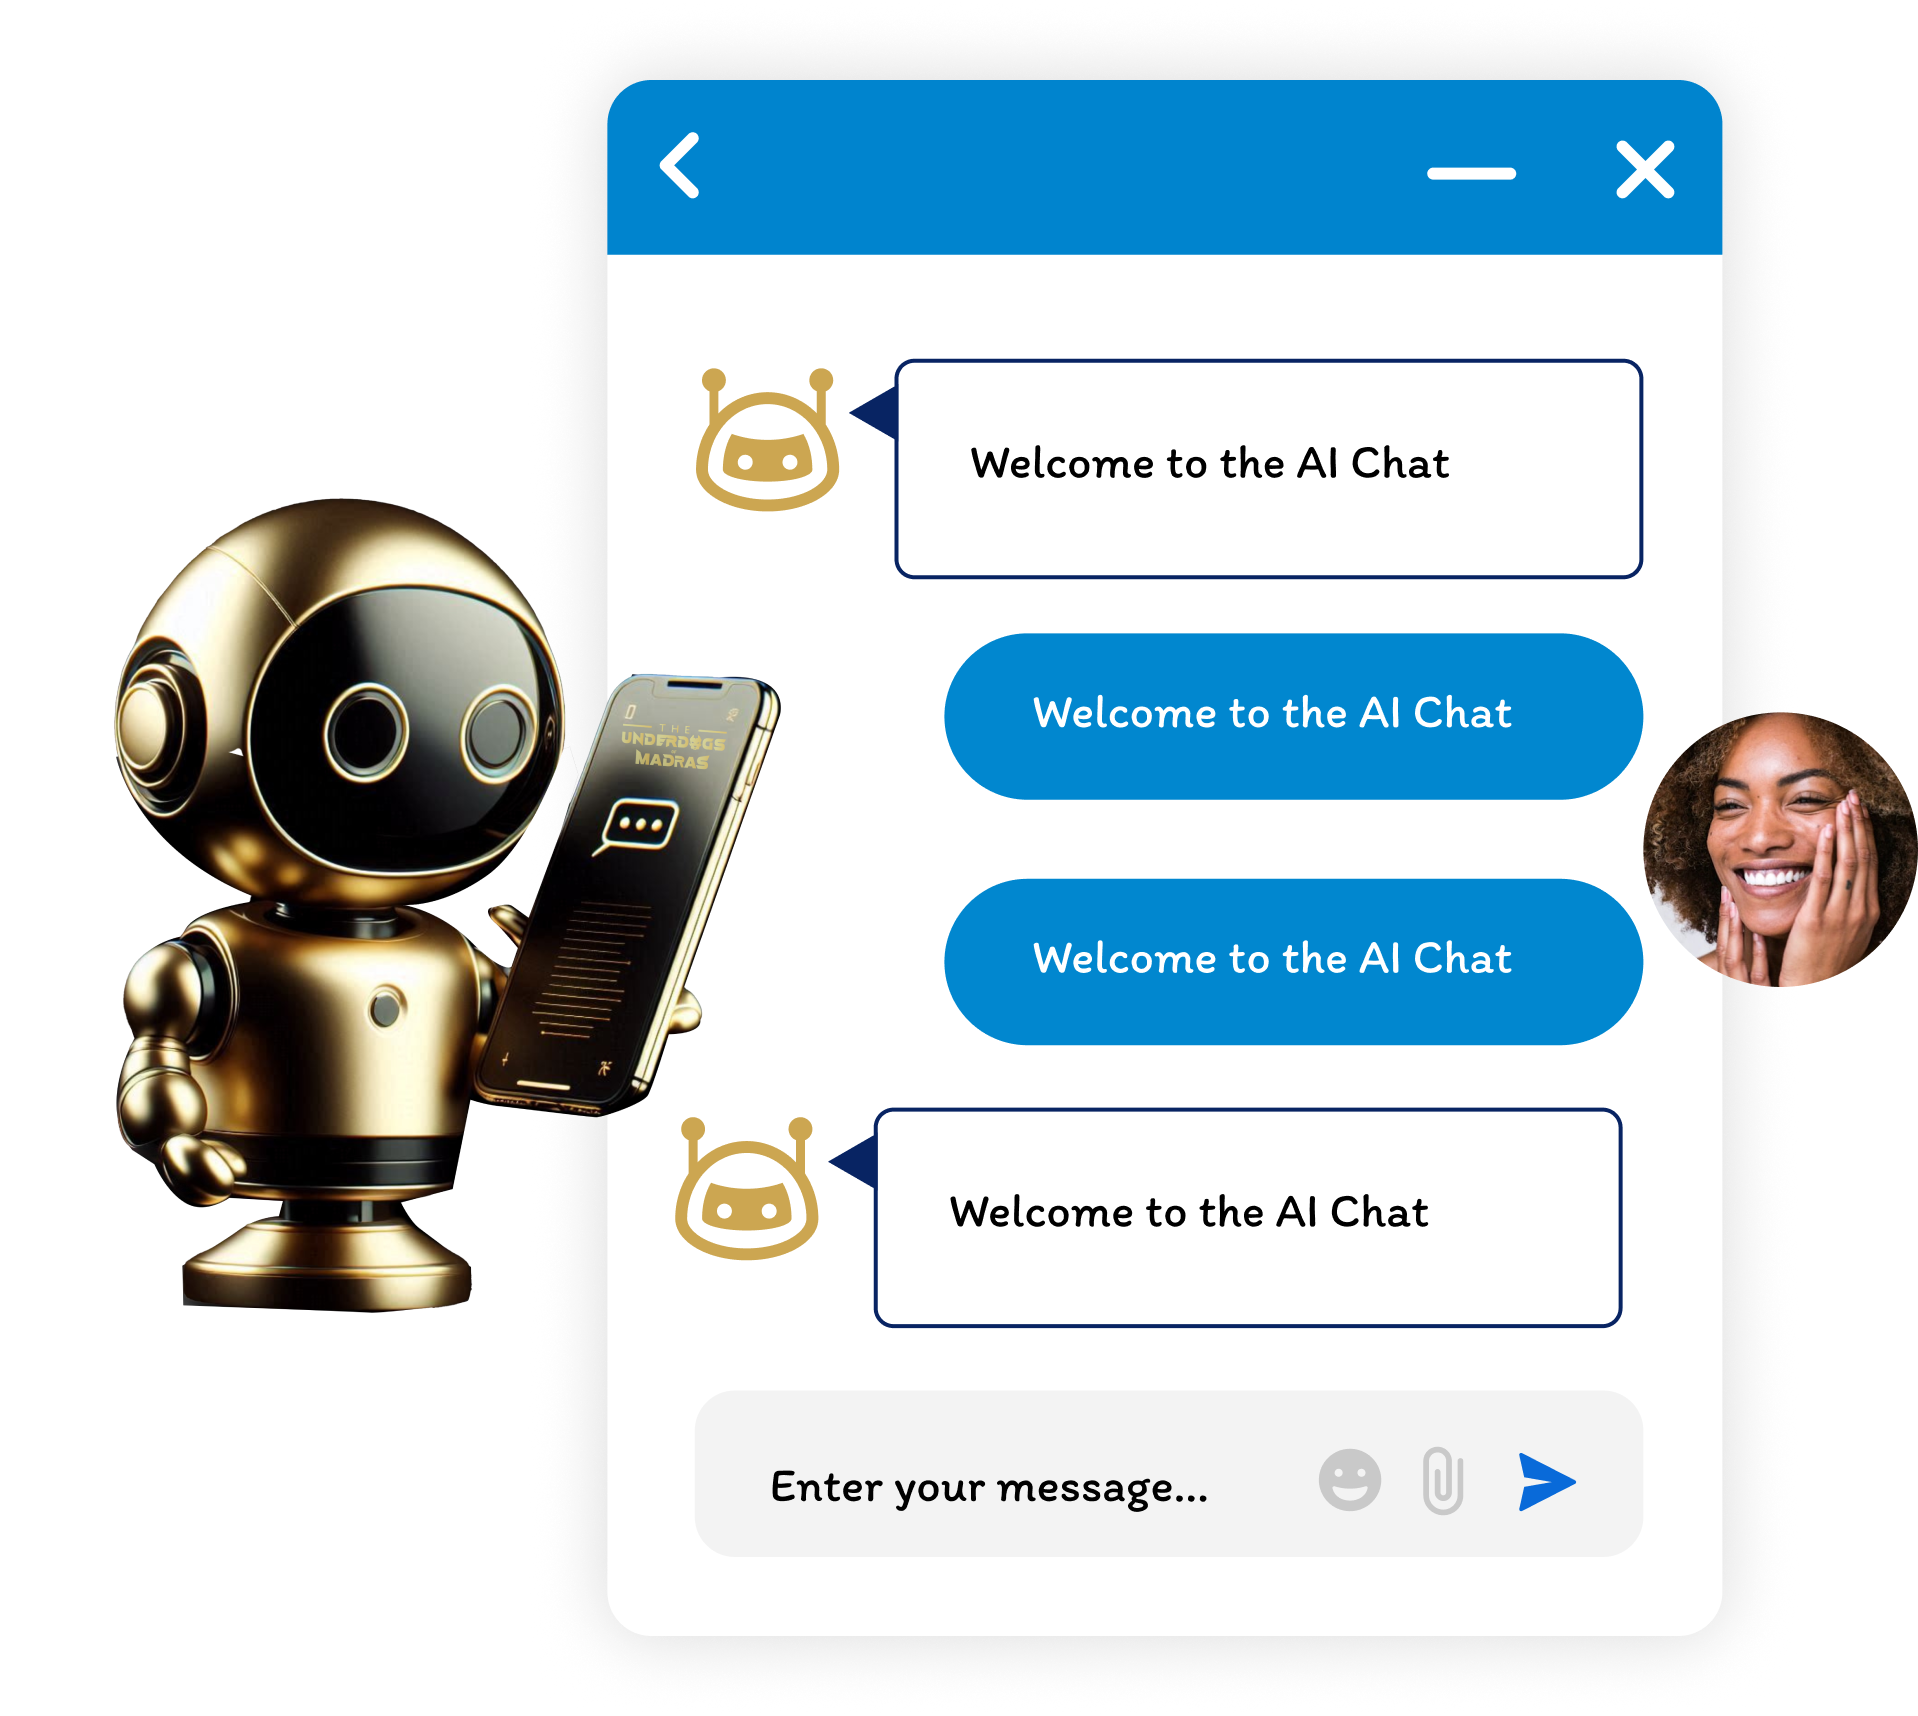 THE
UNDERDOGS
MADRAS
Welcome to the AI Chat
Welcome to the AI Chat
Welcome to the AI Chat
Welcome to the AI Chat
Enter your message...